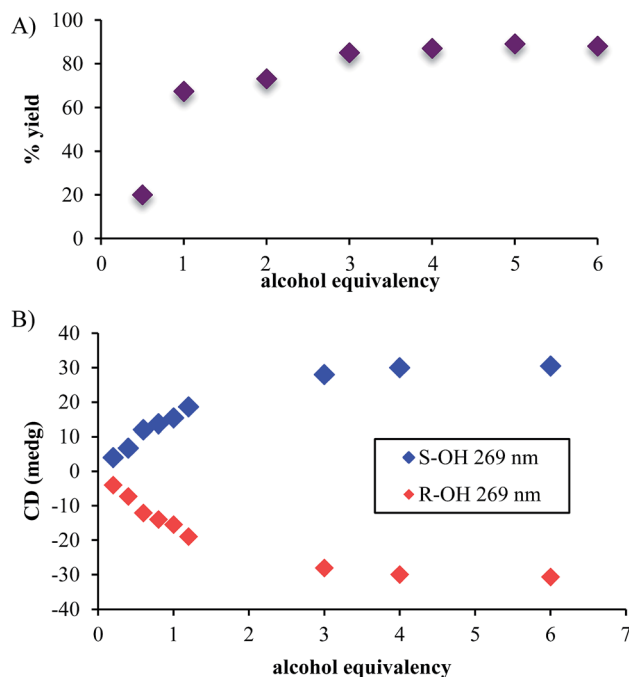 A)
100
80
60
40
20
0
% yield
0 1 2 3 4 5 6
alcohol equivalency
B)
40
30
20
10
0
-10
-20
-30
-40
CD (medg)
S-OH 269 nm
R-OH 269 nm
0 1 2 3 4 5 6 7
alcohol equivalency